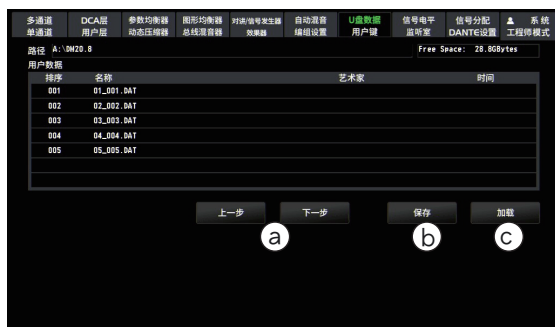 多通道 DCA层 参数均衡器 图形均衡器 对讲/信号发生器 自动混音 U盘数据 信号电平 信号分配 系统
单通道 用户层 动态压缩器 总线混音器 效果器 编组设置 用户键 监听室 DANTE设置 工程师模式
路径 A:\DM20.8 Free Space: 28.8GBytes
用户数据
排序 名称 艺术家 时间
001 01_001.DAT
002 02_002.DAT
003 03_003.DAT
004 04_004.DAT
005 05_005.DAT
上一步 下一步 保存 加载
a b c